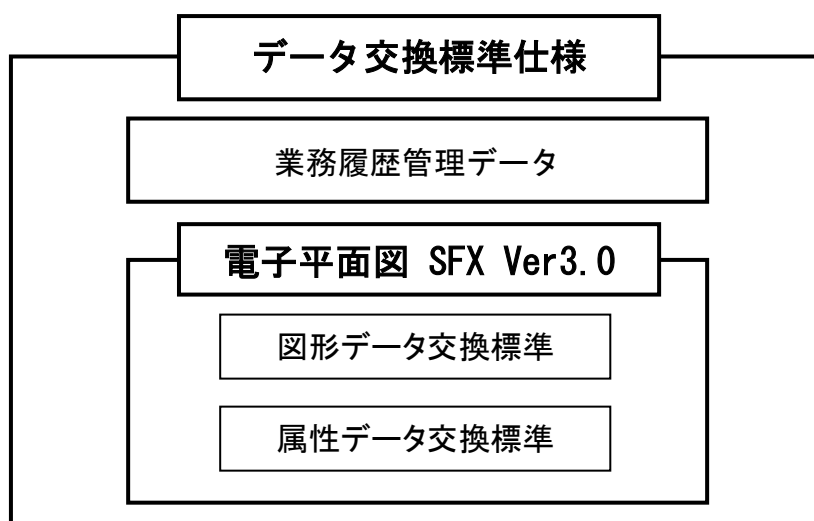 データ交換標準仕様
業務履歴管理データ
電子平面図 SFX Ver3.0
図形データ交換標準
属性データ交換標準